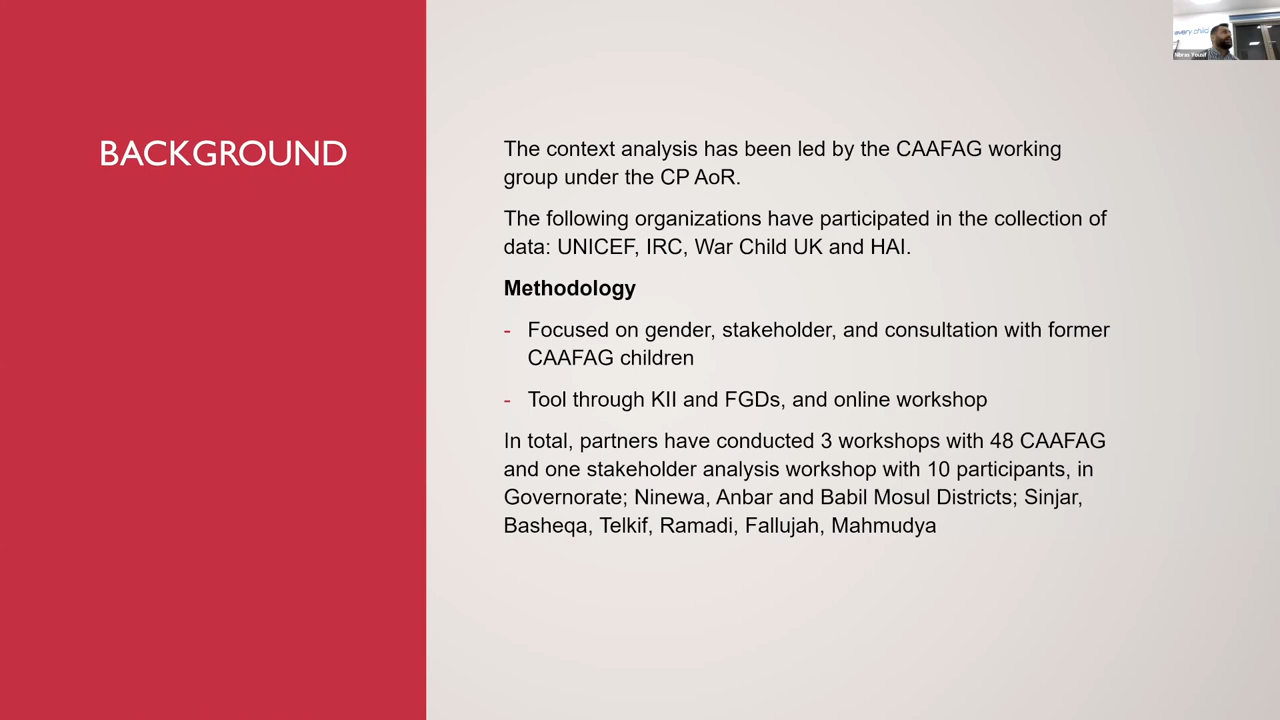 BACKGROUND
The context analysis has been led by the CAAFAG working
group under the CP AoR.
The following organizations have participated in the collection of
data: UNICEF, IRC, War Child UK and HAI.
Methodology
- Focused on gender, stakeholder, and consultation with former
CAAFAG children
- Tool through KII and FGDs, and online workshop
In total, partners have conducted 3 workshops with 48 CAAFAG
and one stakeholder analysis workshop with 10 participants, in
Governorate; Ninewa, Anbar and Babil Mosul Districts; Sinjar,
Basheqa, Telkif, Ramadi, Fallujah, Mahmudya
every child
Nibras Yousif